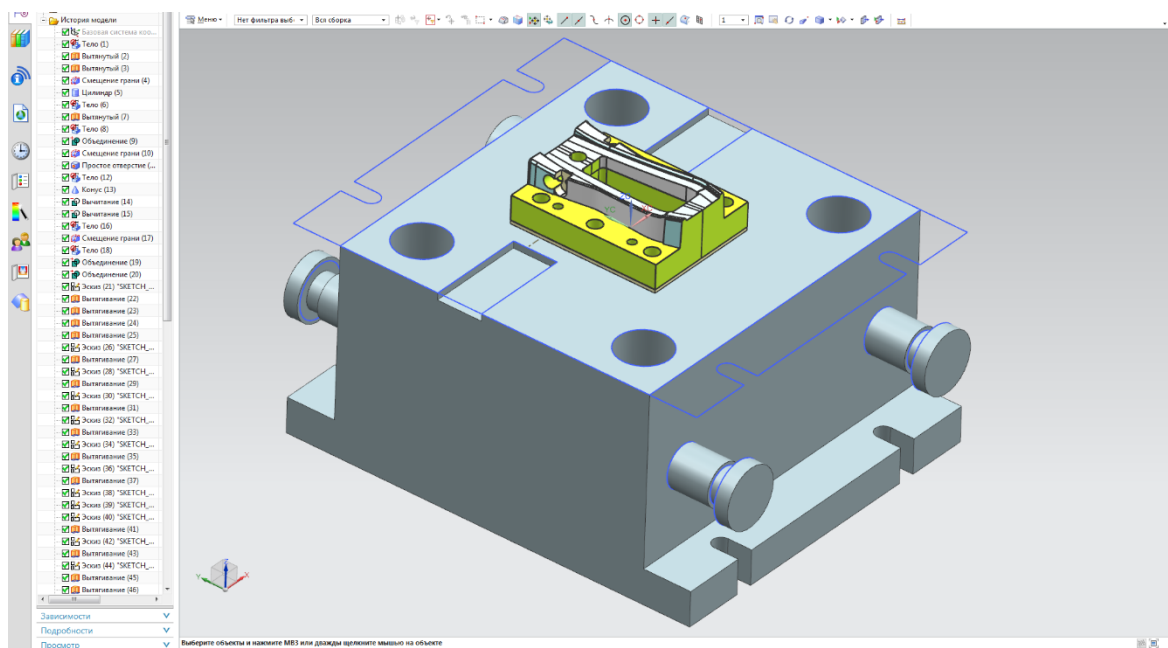 История модели
Базовая система коо...
Тело (1)
Вытянутый (2)
Вытянутый (3)
Смещение грани (4)
Цилиндр (5)
Тело (6)
Вытянутый (7)
Тело (8)
Объединение (9)
Смещение грани (10)
Простое отверстие (...
Тело (12)
Конус (13)
Вычитание (14)
Вычитание (15)
Тело (16)
Смещение грани (17)
Тело (18)
Объединение (19)
Объединение (20)
Эскиз (21) "SKETCH_...
Вытягивание (22)
Вытягивание (23)
Вытягивание (24)
Вытягивание (25)
Эскиз (26) "SKETCH_...
Вытягивание (27)
Эскиз (28) "SKETCH_...
Вытягивание (29)
Эскиз (30) "SKETCH_...
Вытягивание (31)
Эскиз (32) "SKETCH_...
Вытягивание (33)
Эскиз (34) "SKETCH_...
Вытягивание (35)
Эскиз (36) "SKETCH_...
Вытягивание (37)
Эскиз (38) "SKETCH_...
Эскиз (39) "SKETCH_...
Эскиз (40) "SKETCH_...
Вытягивание (41)
Эскиз (42) "SKETCH_...
Вытягивание (43)
Эскиз (44) "SKETCH_...
Вытягивание (45)
Вытягивание (46)
Зависимости
Подробности
Просмотр
Меню Нет фильтра выб Вся сборка 1
YC
Z
Y
X
Выберите объекты и нажмите MB3 или дважды щелкните мышью на объекте